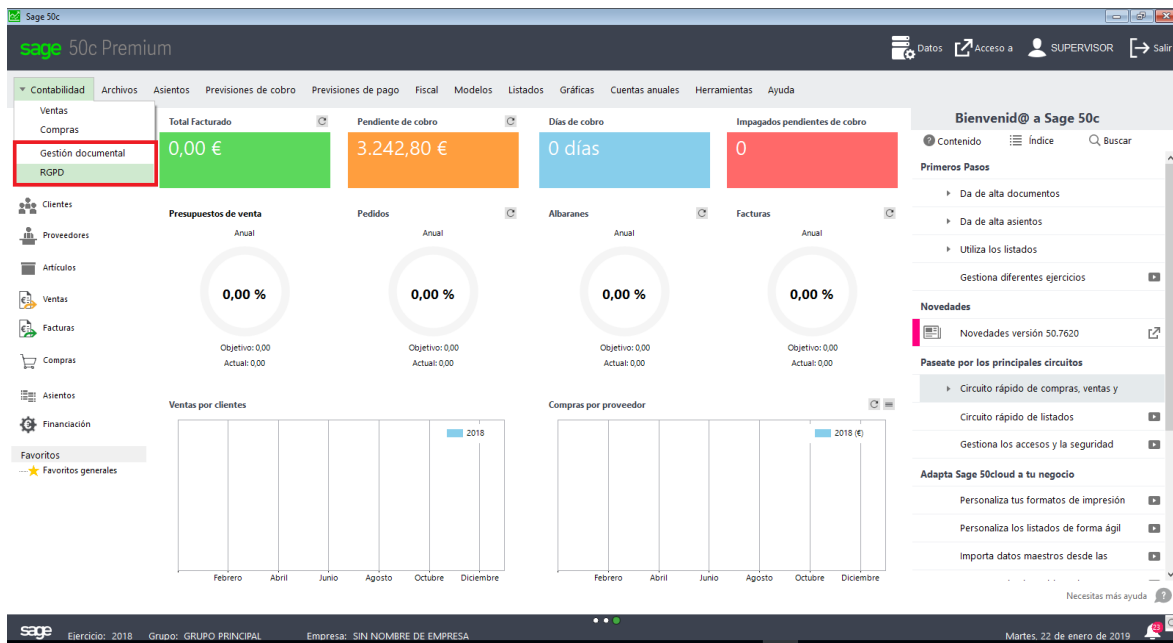 Sage 50c
sage 50c Premium
Datos Acceso a SUPERVISOR Salir
Contabilidad Archivos Asientos Previsiones de cobro Previsiones de pago Fiscal Modelos Listados Gráficas Cuentas anuales Herramientas Ayuda
Ventas
Compras
Gestión documental
RGPD
Clientes
Proveedores
Artículos
Ventas
Facturas
Compras
Asientos
Financiación
Favoritos
Favoritos generales
Total Facturado
0,00 €
Pendiente de cobro
3.242,80 €
Días de cobro
0 días
Impagados pendientes de cobro
0
Presupuestos de venta
Anual
0,00 %
Objetivo: 0,00
Actual: 0,00
Pedidos
Anual
0,00 %
Objetivo: 0,00
Actual: 0,00
Albaranes
Anual
0,00 %
Objetivo: 0,00
Actual: 0,00
Facturas
Anual
0,00 %
Objetivo: 0,00
Actual: 0,00
Ventas por clientes
2018
Febrero Abril Junio Agosto Octubre Diciembre
Compras por proveedor
2018 (€)
Febrero Abril Junio Agosto Octubre Diciembre
Bienvenid@ a Sage 50c
Contenido Índice Buscar
Primeros Pasos
Da de alta documentos
Da de alta asientos
Utiliza los listados
Gestiona diferentes ejercicios
Novedades
Novedades versión 50.7620
Paseate por los principales circuitos
Circuito rápido de compras, ventas y
Circuito rápido de listados
Gestiona los accesos y la seguridad
Adapta Sage 50cloud a tu negocio
Personaliza tus formatos de impresión
Personaliza los listados de forma ágil
Importa datos maestros desde las
Necesitas más ayuda
sage Ejercicio: 2018 Grupo: GRUPO PRINCIPAL Empresa: SIN NOMBRE DE EMPRESA Martes, 22 de enero de 2019 23